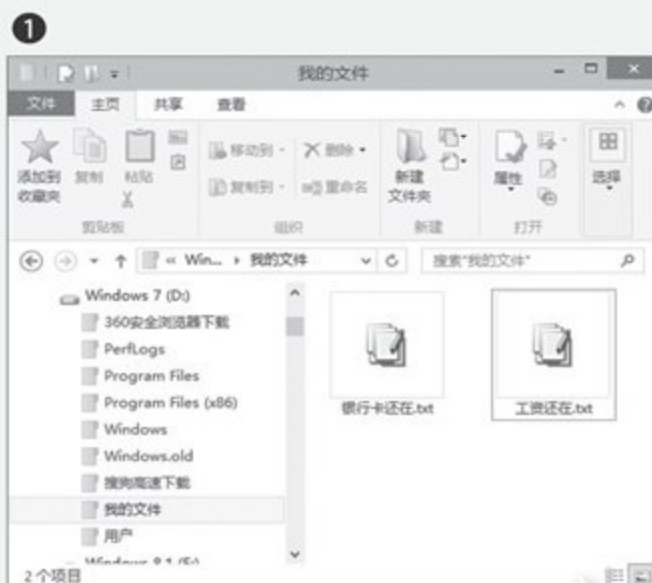 1
我的文件
文件 主页 共享 查看
添加到收藏夹 复制 粘贴
移动到 删除
复制到 重命名
新建文件夹
属性
选择
剪贴板 组织 新建 打开
« Win... 我的文件 搜索"我的文件"
Windows 7 (D:)
360安全浏览器下载
PerfLogs
Program Files
Program Files (x86)
Windows
Windows.old
搜狗高速下载
我的文件
用户
Windows 8.1 (E:)
银行卡还在.txt 工资还在.txt
2 个项目